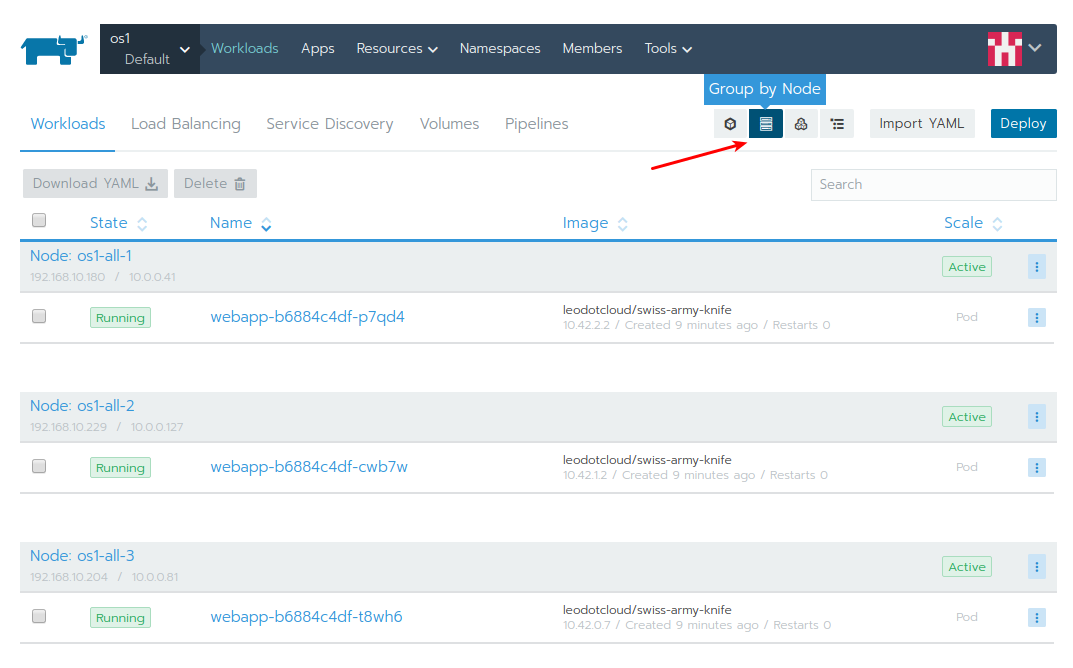 os1
Default
Workloads Apps Resources Namespaces Members Tools
Group by Node
Workloads Load Balancing Service Discovery Volumes Pipelines Import YAML Deploy
Download YAML Delete Search
State Name Image Scale
Node: os1-all-1 Active
192.168.10.180 / 10.0.0.41
Running webapp-b6884c4df-p7qd4 leodotcloud/swiss-army-knife Pod
10.42.2.2 / Created 9 minutes ago / Restarts 0
Node: os1-all-2 Active
192.168.10.229 / 10.0.0.127
Running webapp-b6884c4df-cwb7w leodotcloud/swiss-army-knife Pod
10.42.1.2 / Created 9 minutes ago / Restarts 0
Node: os1-all-3 Active
192.168.10.204 / 10.0.0.81
Running webapp-b6884c4df-t8wh6 leodotcloud/swiss-army-knife Pod
10.42.0.7 / Created 9 minutes ago / Restarts 0